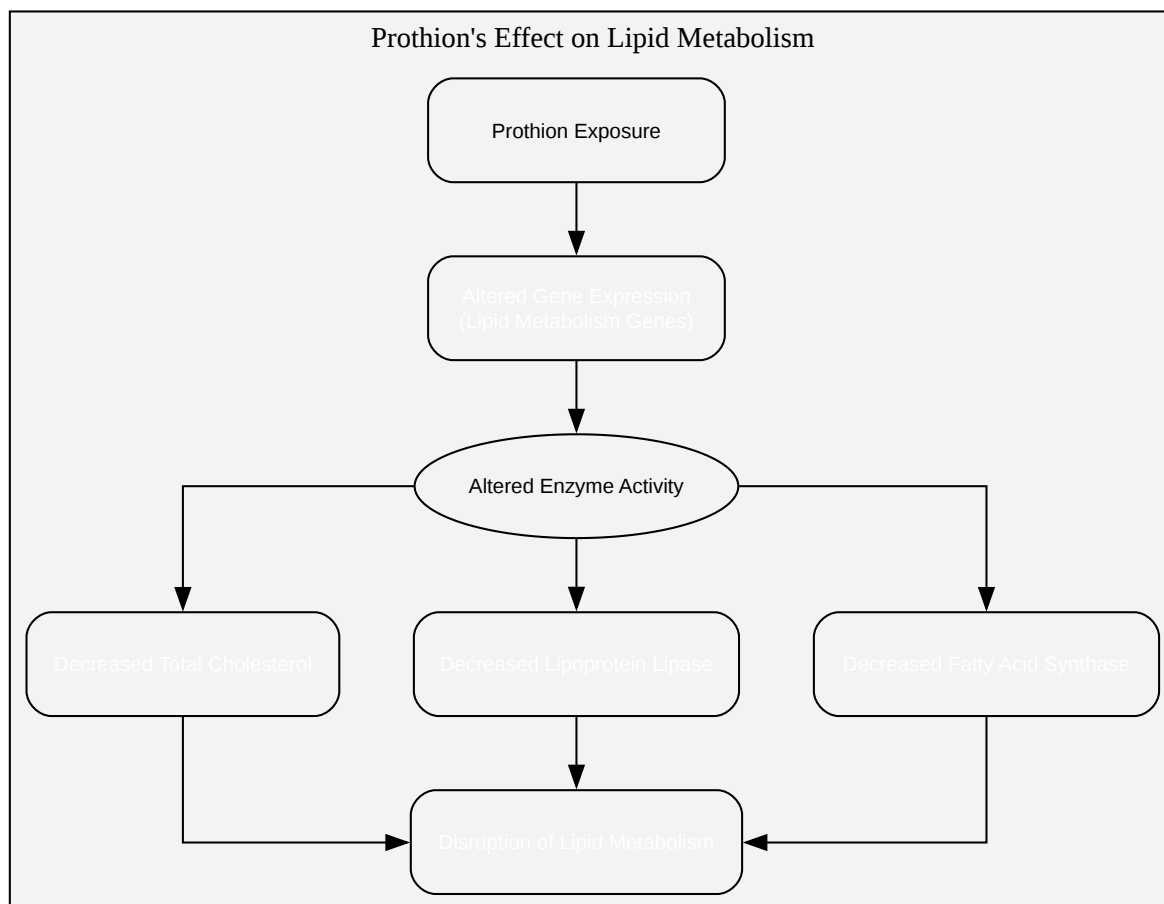 Prothion's Effect on Lipid Metabolism
Prothion Exposure
Altered Gene Expression
(Lipid Metabolism Genes)
Altered Enzyme Activity
Decreased Total Cholesterol
Decreased Lipoprotein Lipase
Decreased Fatty Acid Synthase
Disruption of Lipid Metabolism